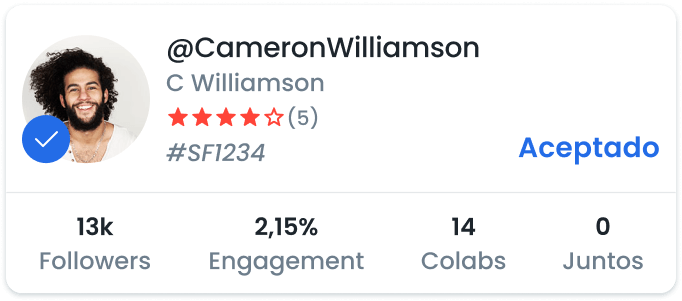 @CameronWilliamson
C Williamson
(5)
#SF1234
Aceptado
13k 2,15% 14 0
Followers Engagement Colabs Juntos